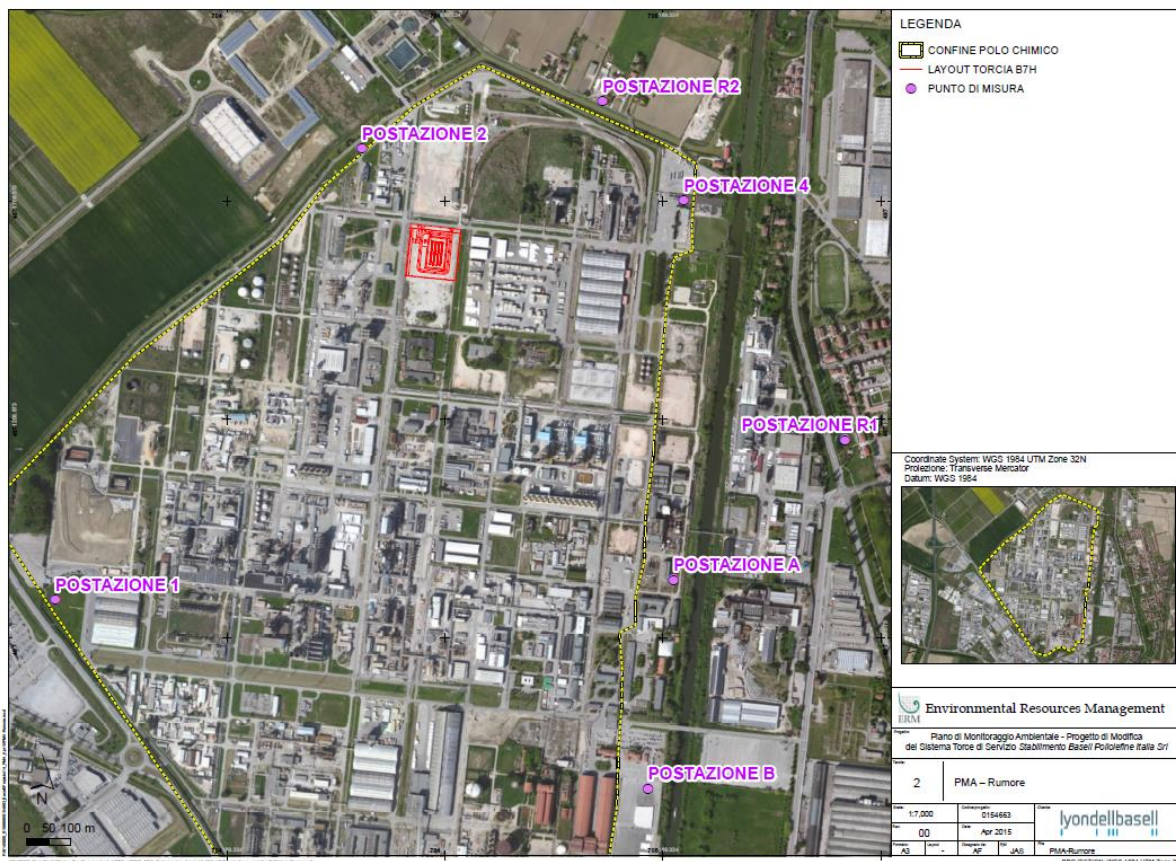 POSTAZIONE R2
POSTAZIONE 2
POSTAZIONE 4
POSTAZIONE R1
POSTAZIONE 1
POSTAZIONE A
POSTAZIONE B
N
0 50 100 m
LEGENDA
CONFINE POLO CHIMICO
LAYOUT TORCIA B7H
PUNTO DI MISURA
Coordinate System: WGS 1984 UTM Zone 32N
Proiezione: Transverse Mercator
Datum: WGS 1984
ERM Environmental Resources Management
Piano di Monitoraggio Ambientale - Progetto di Modifica
del Sistema Torce di Servizio Stabilimento Basell Poliolefine Italia Srl
2 PMA – Rumore
1:7,000 0154663
00 Apr 2015
A3 - AF JAS PMA-Rumore
lyondellbasell